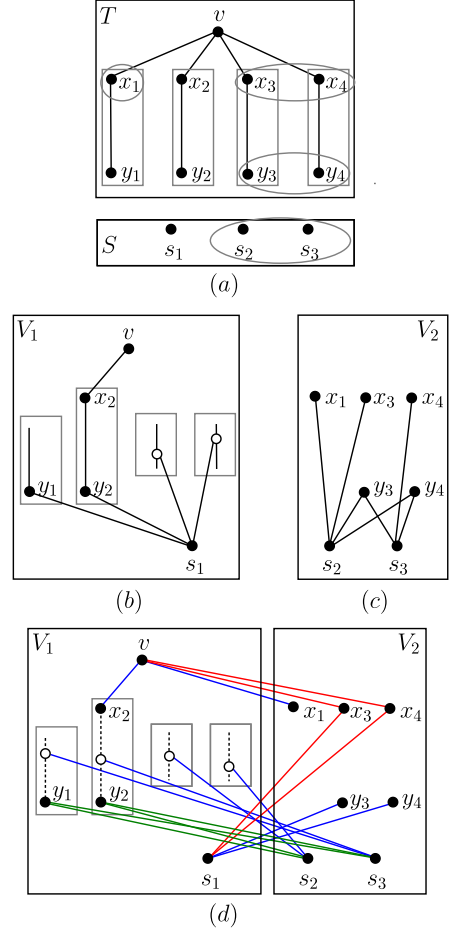 T
v
x₁ x₂ x₃ x₄
y₁ y₂ y₃ y₄
S
s₁ s₂ s₃
(a)
V₁ V₂
v
x₂ x₁ x₃ x₄
y₁ y₂ y₃ y₄
s₁ s₂ s₃
(b) (c)
V₁ V₂
v
x₂ x₁ x₃ x₄
y₁ y₂ y₃ y₄
s₁ s₂ s₃
(d)